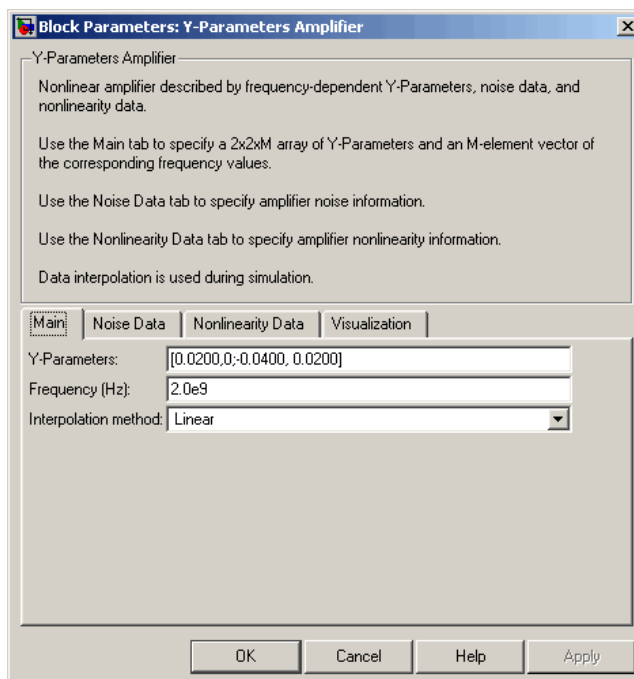 Block Parameters: Y-Parameters Amplifier
Y-Parameters Amplifier
Nonlinear amplifier described by frequency-dependent Y-Parameters, noise data, and
nonlinearity data.
Use the Main tab to specify a 2x2xM array of Y-Parameters and an M-element vector of
the corresponding frequency values.
Use the Noise Data tab to specify amplifier noise information.
Use the Nonlinearity Data tab to specify amplifier nonlinearity information.
Data interpolation is used during simulation.
Main Noise Data Nonlinearity Data Visualization
Y-Parameters: [0.0200,0;-0.0400, 0.0200]
Frequency (Hz): 2.0e9
Interpolation method: Linear
OK Cancel Help Apply